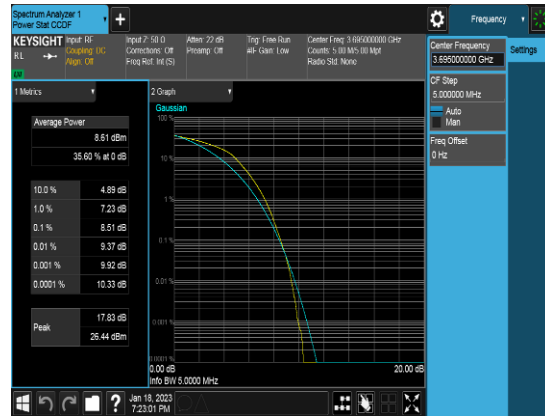 Spectrum Analyzer 1
Power Stat CCDF
+
Frequency
KEYSIGHT
Input: RF
Coupling: DC
Align: Off
Input Z: 50 Ω
Corrections: Off
Freq Ref: Int (S)
Atten: 22 dB
Preamp: Off
Trig: Free Run
#IF Gain: Low
Center Freq: 3.695000000 GHz
Counts: 5.00 M/5.00 Mpt
Radio Std: None
RL
Center Frequency
3.695000000 GHz
Settings
CF Step
5.000000 MHz
Auto
Man
Freq Offset
0 Hz
1 Metrics
2 Graph
Gaussian
Average Power
8.61 dBm
35.60 % at 0 dB
10.0 % 4.89 dB
1.0 % 7.23 dB
0.1 % 8.51 dB
0.01 % 9.37 dB
0.001 % 9.92 dB
0.0001 % 10.33 dB
Peak
17.83 dB
26.44 dBm
100 %
10 %
1 %
0.1 %
0.01 %
0.001 %
0.0001 %
0.00 dB
20.00 dB
Info BW 5.0000 MHz
?
Jan 18, 2023
7:23:01 PM